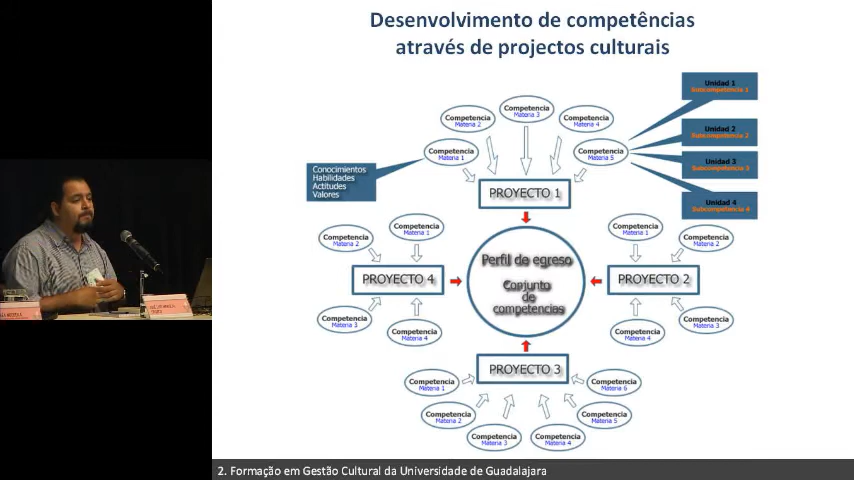 Desenvolvimento de competências
através de projectos culturais
Competencia
Materia 1
Competencia
Materia 2
Competencia
Materia 3
Competencia
Materia 4
Competencia
Materia 5
Unidad 1
Subcompetencia 1
Unidad 2
Subcompetencia 2
Unidad 3
Subcompetencia 3
Unidad 4
Subcompetencia 4
Conocimientos
Habilidades
Actitudes
Valores
PROYECTO 1
Competencia
Materia 1
Competencia
Materia 2
Competencia
Materia 3
Competencia
Materia 4
PROYECTO 4
Perfil de egreso
Conjunto
de
competencias
Competencia
Materia 1
Competencia
Materia 2
Competencia
Materia 3
Competencia
Materia 4
PROYECTO 2
PROYECTO 3
Competencia
Materia 1
Competencia
Materia 2
Competencia
Materia 3
Competencia
Materia 4
Competencia
Materia 5
Competencia
Materia 6
2. Formação em Gestão Cultural da Universidade de Guadalajara